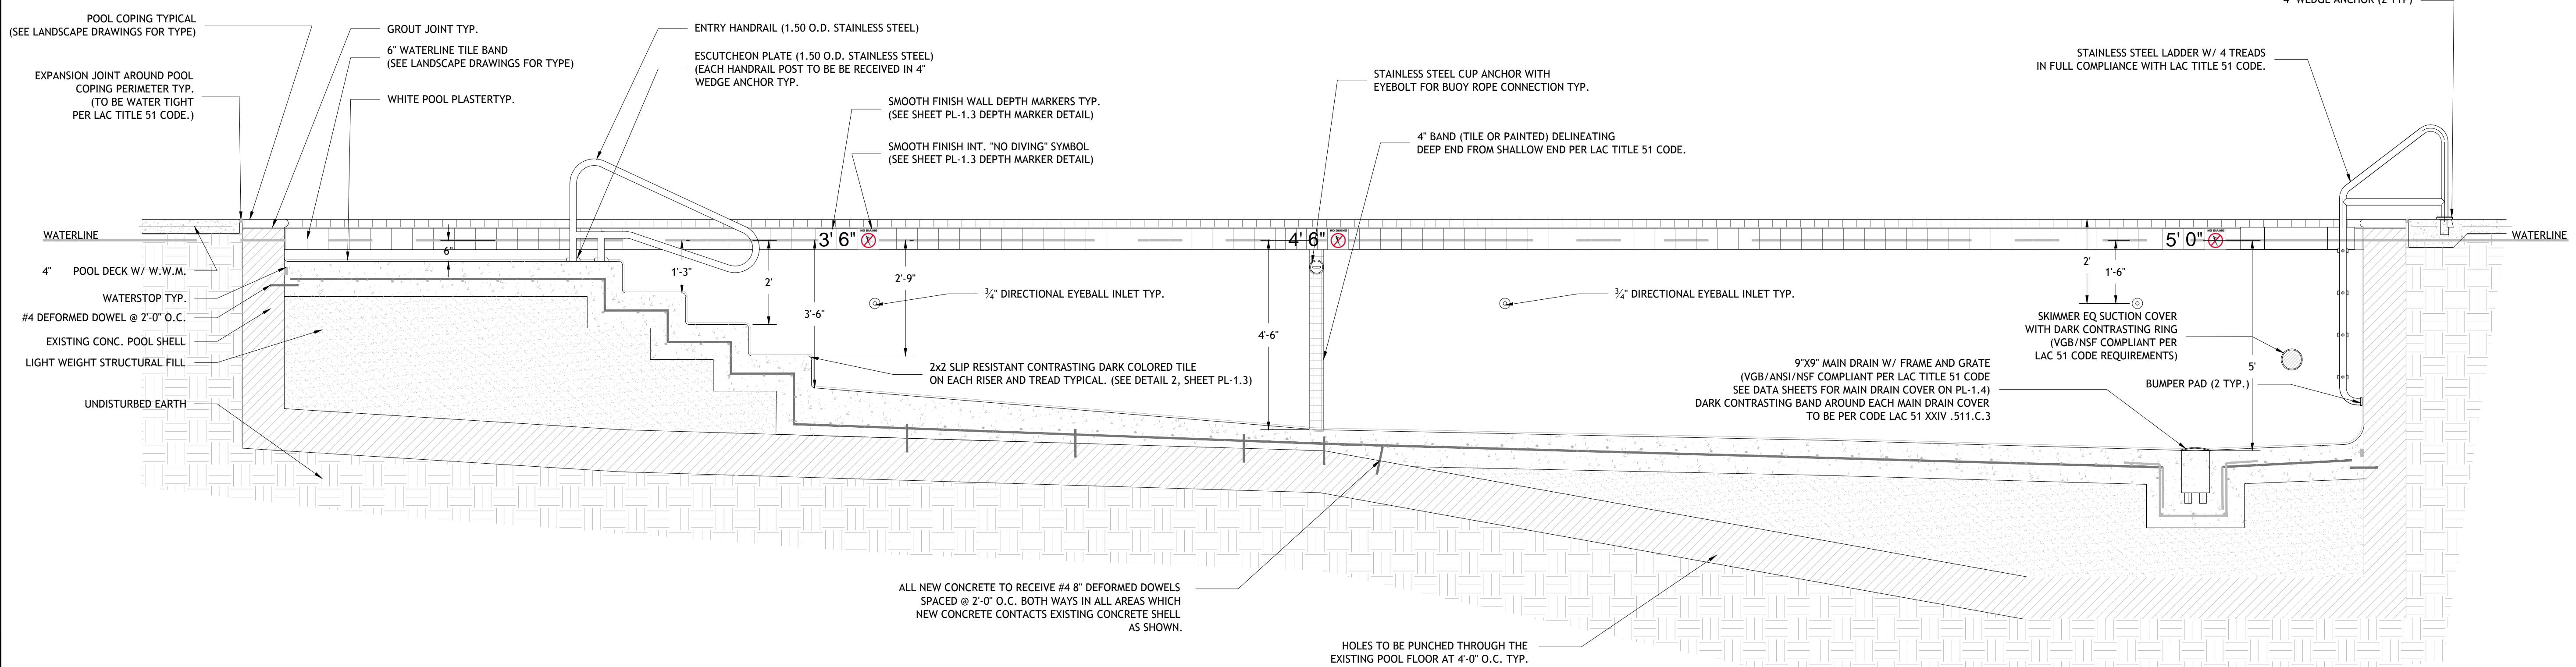 POOL COPING TYPICAL
(SEE LANDSCAPE DRAWINGS FOR TYPE)
EXPANSION JOINT AROUND POOL
COPING PERIMETER TYP.
(TO BE WATER TIGHT
PER LAC TITLE 51 CODE.)
GROUT JOINT TYP.
6" WATERLINE TILE BAND
(SEE LANDSCAPE DRAWINGS FOR TYPE)
WHITE POOL PLASTERTYP.
ENTRY HANDRAIL (1.50 O.D. STAINLESS STEEL)
ESCUTCHEON PLATE (1.50 O.D. STAINLESS STEEL)
(EACH HANDRAIL POST TO BE BE RECEIVED IN 4"
WEDGE ANCHOR TYP.
SMOOTH FINISH WALL DEPTH MARKERS TYP.
(SEE SHEET PL-1.3 DEPTH MARKER DETAIL)
SMOOTH FINISH INT. "NO DIVING" SYMBOL
(SEE SHEET PL-1.3 DEPTH MARKER DETAIL)
STAINLESS STEEL CUP ANCHOR WITH
EYEBOLT FOR BUOY ROPE CONNECTION TYP.
4" BAND (TILE OR PAINTED) DELINEATING
DEEP END FROM SHALLOW END PER LAC TITLE 51 CODE.
4" WEDGE ANCHOR (2 TYP)
STAINLESS STEEL LADDER W/ 4 TREADS
IN FULL COMPLIANCE WITH LAC TITLE 51 CODE.
WATERLINE
3' 6"
4' 6"
5' 0"
WATERLINE
6"
1'-3"
2'
2'-9"
3'-6"
4'-6"
2'
1'-6"
5'
4" POOL DECK W/ W.W.M.
WATERSTOP TYP.
#4 DEFORMED DOWEL @ 2'-0" O.C.
EXISTING CONC. POOL SHELL
LIGHT WEIGHT STRUCTURAL FILL
UNDISTURBED EARTH
¾" DIRECTIONAL EYEBALL INLET TYP.
¾" DIRECTIONAL EYEBALL INLET TYP.
SKIMMER EQ SUCTION COVER
WITH DARK CONTRASTING RING
(VGB/NSF COMPLIANT PER
LAC 51 CODE REQUIREMENTS)
BUMPER PAD (2 TYP.)
2x2 SLIP RESISTANT CONTRASTING DARK COLORED TILE
ON EACH RISER AND TREAD TYPICAL. (SEE DETAIL 2, SHEET PL-1.3)
9"X9" MAIN DRAIN W/ FRAME AND GRATE
(VGB/ANSI/NSF COMPLIANT PER LAC TITLE 51 CODE
SEE DATA SHEETS FOR MAIN DRAIN COVER ON PL-1.4)
DARK CONTRASTING BAND AROUND EACH MAIN DRAIN COVER
TO BE PER CODE LAC 51 XXIV .511.C.3
ALL NEW CONCRETE TO RECEIVE #4 8" DEFORMED DOWELS
SPACED @ 2'-0" O.C. BOTH WAYS IN ALL AREAS WHICH
NEW CONCRETE CONTACTS EXISTING CONCRETE SHELL
AS SHOWN.
HOLES TO BE PUNCHED THROUGH THE
EXISTING POOL FLOOR AT 4'-0" O.C. TYP.